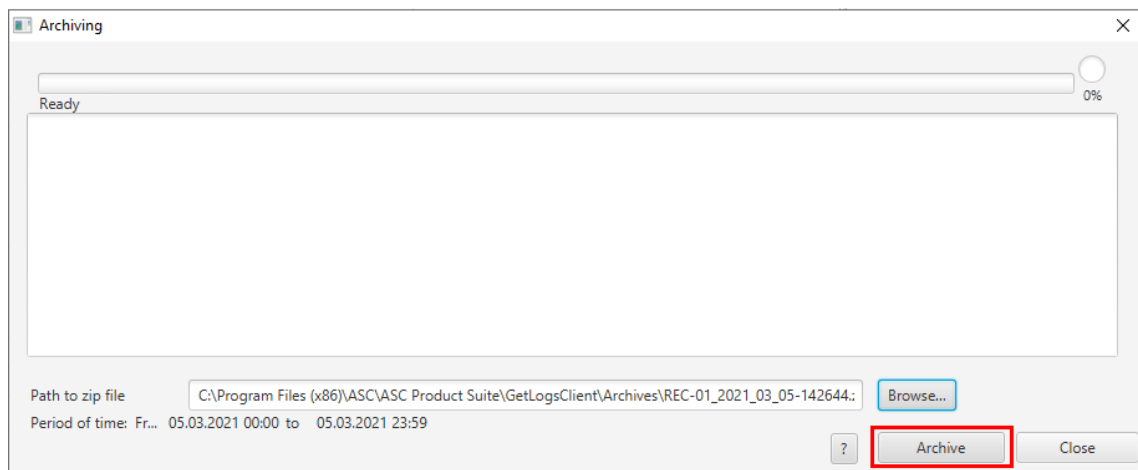 Archiving
0%
Ready
Path to zip file C:\Program Files (x86)\ASC\ASC Product Suite\GetLogsClient\Archives\REC-01_2021_03_05-142644.z Browse...
Period of time: Fr... 05.03.2021 00:00 to 05.03.2021 23:59
? Archive Close